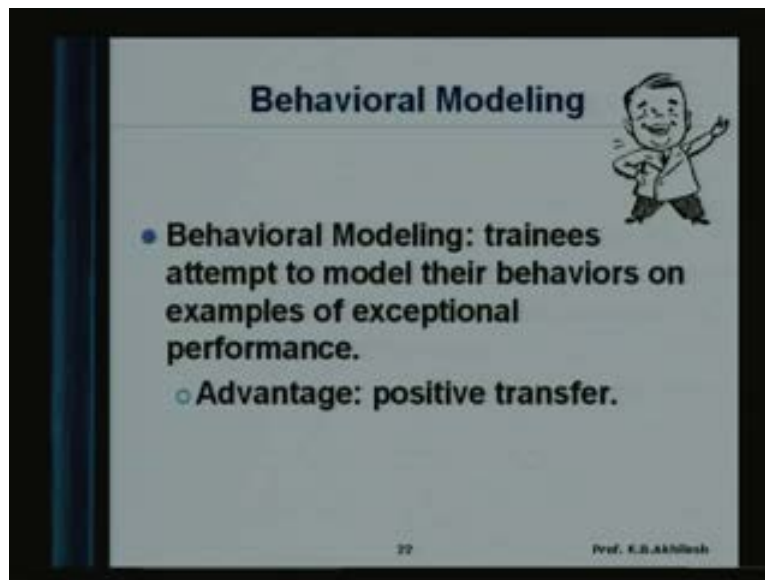 Behavioral Modeling
• Behavioral Modeling: trainees
attempt to model their behaviors on
examples of exceptional
performance.
○ Advantage: positive transfer.
22
Prof. K.B.Akhilesh